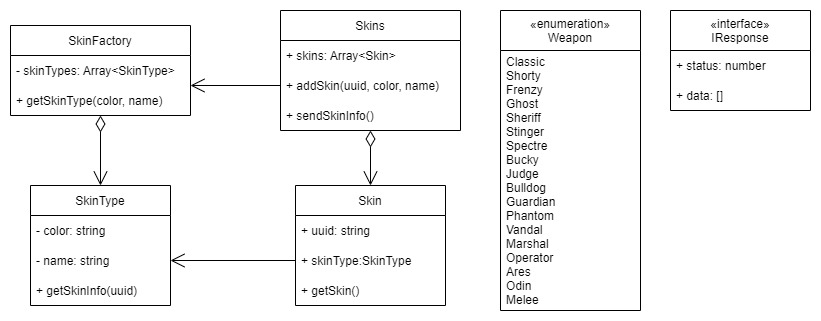 SkinFactory
- skinTypes: Array<SkinType>
+ getSkinType(color, name)
Skins
+ skins: Array<Skin>
+ addSkin(uuid, color, name)
+ sendSkinInfo()
SkinType
- color: string
- name: string
+ getSkinInfo(uuid)
Skin
+ uuid: string
+ skinType:SkinType
+ getSkin()
«enumeration»
Weapon
Classic
Shorty
Frenzy
Ghost
Sheriff
Stinger
Spectre
Bucky
Judge
Bulldog
Guardian
Phantom
Vandal
Marshal
Operator
Ares
Odin
Melee
«interface»
IResponse
+ status: number
+ data: []